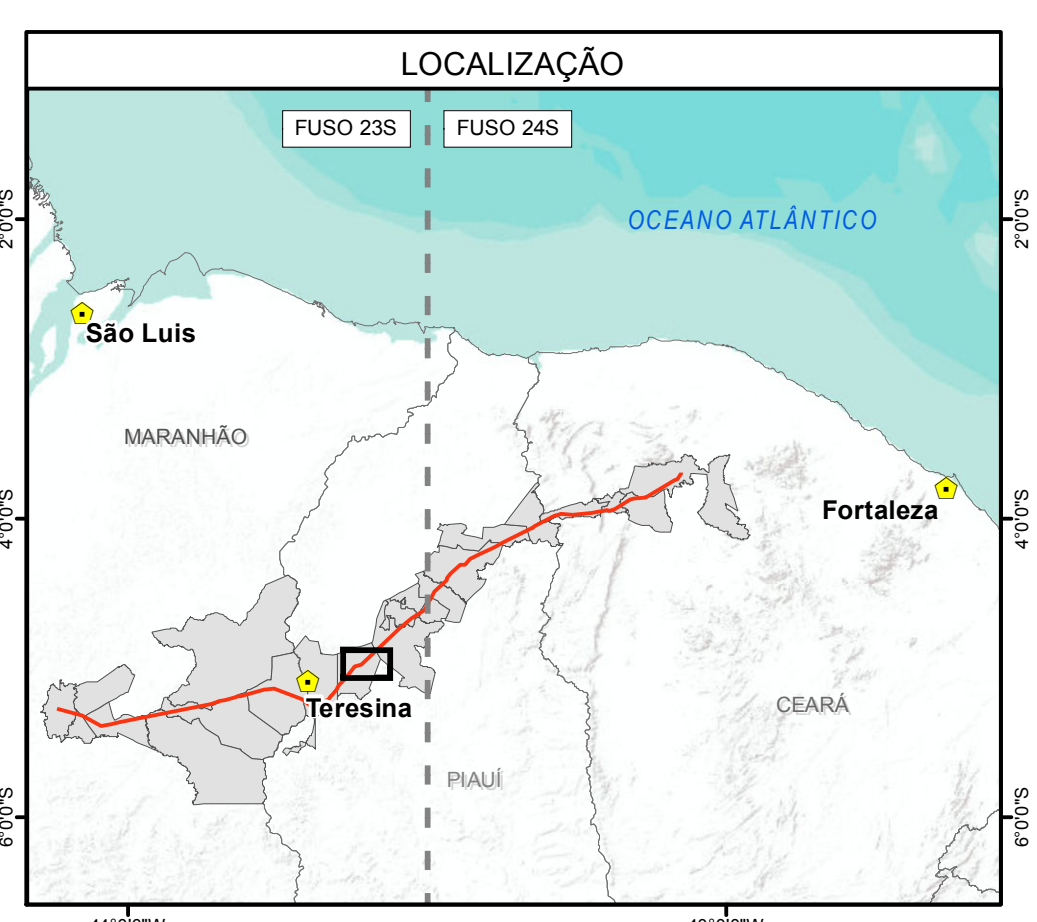 LOCALIZAÇÃO
FUSO 23S
FUSO 24S
OCEANO ATLÂNTICO
2°0'0"S
2°0'0"S
São Luis
MARANHÃO
Fortaleza
4°0'0"S
4°0'0"S
Teresina
CEARÁ
PIAUÍ
6°0'0"S
6°0'0"S